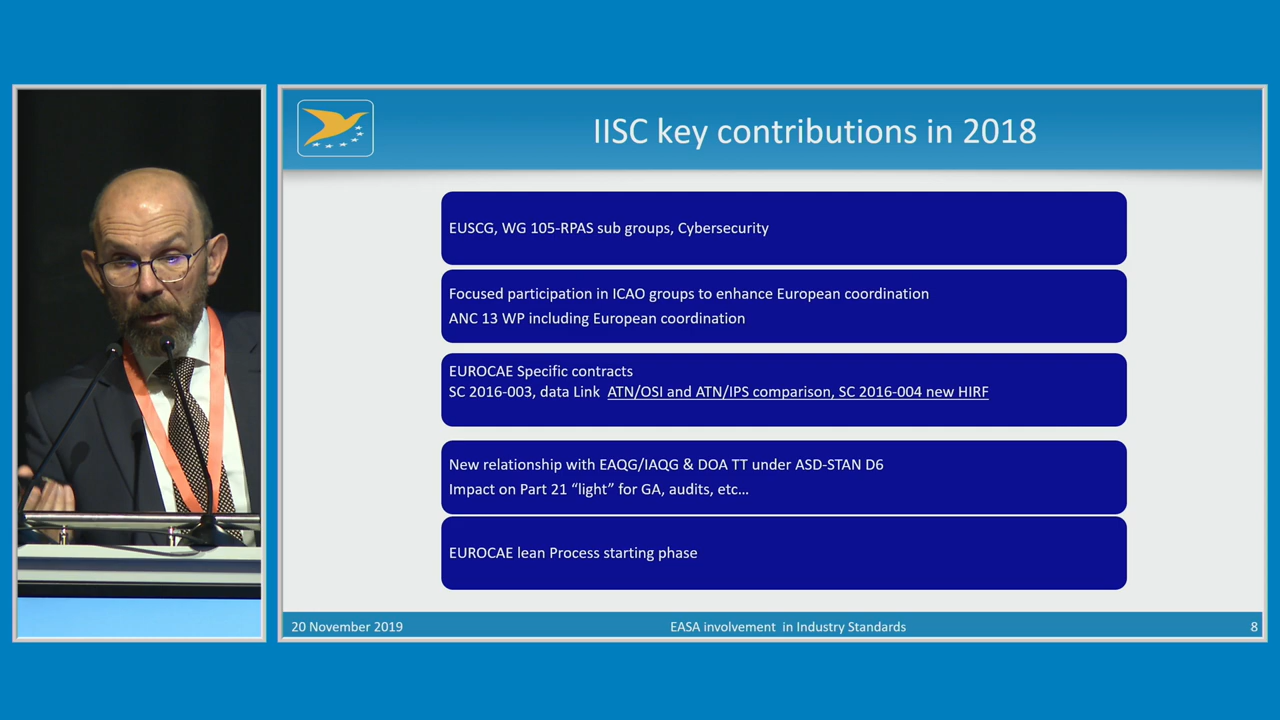 IISC key contributions in 2018
EUSCG, WG 105-RPAS sub groups, Cybersecurity
Focused participation in ICAO groups to enhance European coordination
ANC 13 WP including European coordination
EUROCAE Specific contracts
SC 2016-003, data Link ATN/OSI and ATN/IPS comparison, SC 2016-004 new HIRF
New relationship with EAQG/IAQG & DOA TT under ASD-STAN D6
Impact on Part 21 “light” for GA, audits, etc...
EUROCAE lean Process starting phase
20 November 2019
EASA involvement in Industry Standards
8